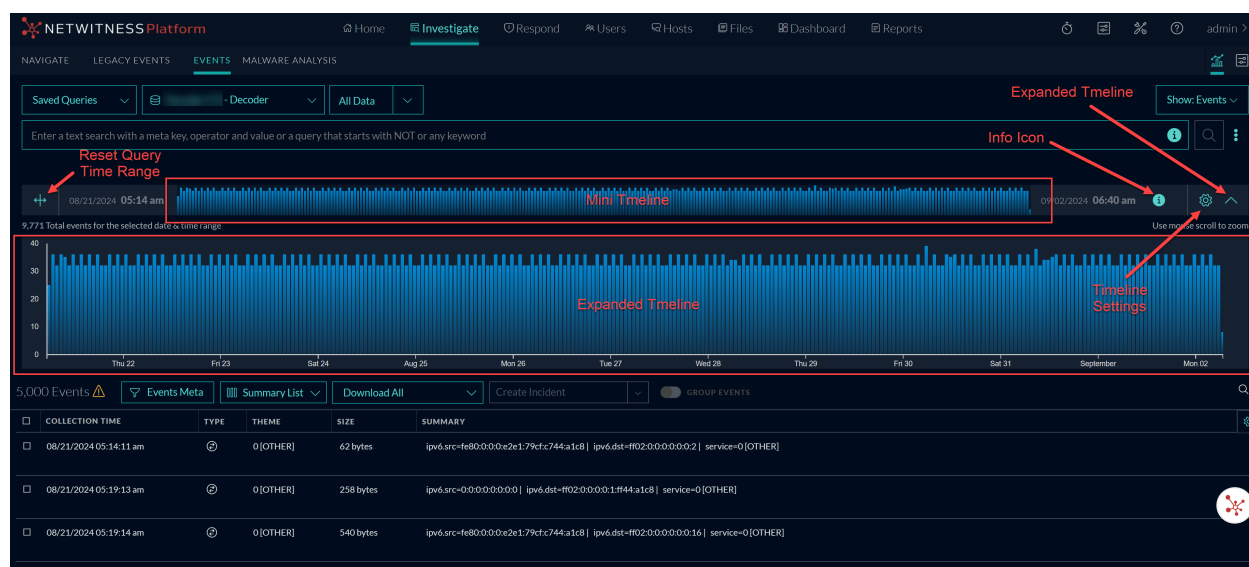 NETWITNESS Platform
Home Investigate Respond Users Hosts Files Dashboard Reports admin >
NAVIGATE LEGACY EVENTS EVENTS MALWARE ANALYSIS
Expanded Tmeline
Saved Queries - Decoder All Data Show: Events
Enter a text search with a meta key, operator and value or a query that starts with NOT or any keyword
Info Icon
Reset Query
Time Range
08/21/2024 05:14 am Mini Tmeline 09/02/2024 06:40 am
9,771 Total events for the selected date & time range Use mouse scroll to zoom
40
30
20
10
0
Expanded Tmeline
Timeline
Settings
Thu 22 Fri 23 Sat 24 Aug 25 Mon 26 Tue 27 Wed 28 Thu 29 Fri 30 Sat 31 September Mon 02
5,000 Events Events Meta Summary List Download All Create Incident GROUP EVENTS
COLLECTION TIME TYPE THEME SIZE SUMMARY
08/21/2024 05:14:11 am 0 [OTHER] 62 bytes ipv6.src=fe80:0:0:0:e2e1:79cf:c744:a1c8 | ipv6.dst=ff02:0:0:0:0:0:0:2 | service=0 [OTHER]
08/21/2024 05:19:13 am 0 [OTHER] 258 bytes ipv6.src=0:0:0:0:0:0:0:0 | ipv6.dst=ff02:0:0:0:0:1:ff44:a1c8 | service=0 [OTHER]
08/21/2024 05:19:14 am 0 [OTHER] 540 bytes ipv6.src=fe80:0:0:0:e2e1:79cf:c744:a1c8 | ipv6.dst=ff02:0:0:0:0:0:0:16 | service=0 [OTHER]